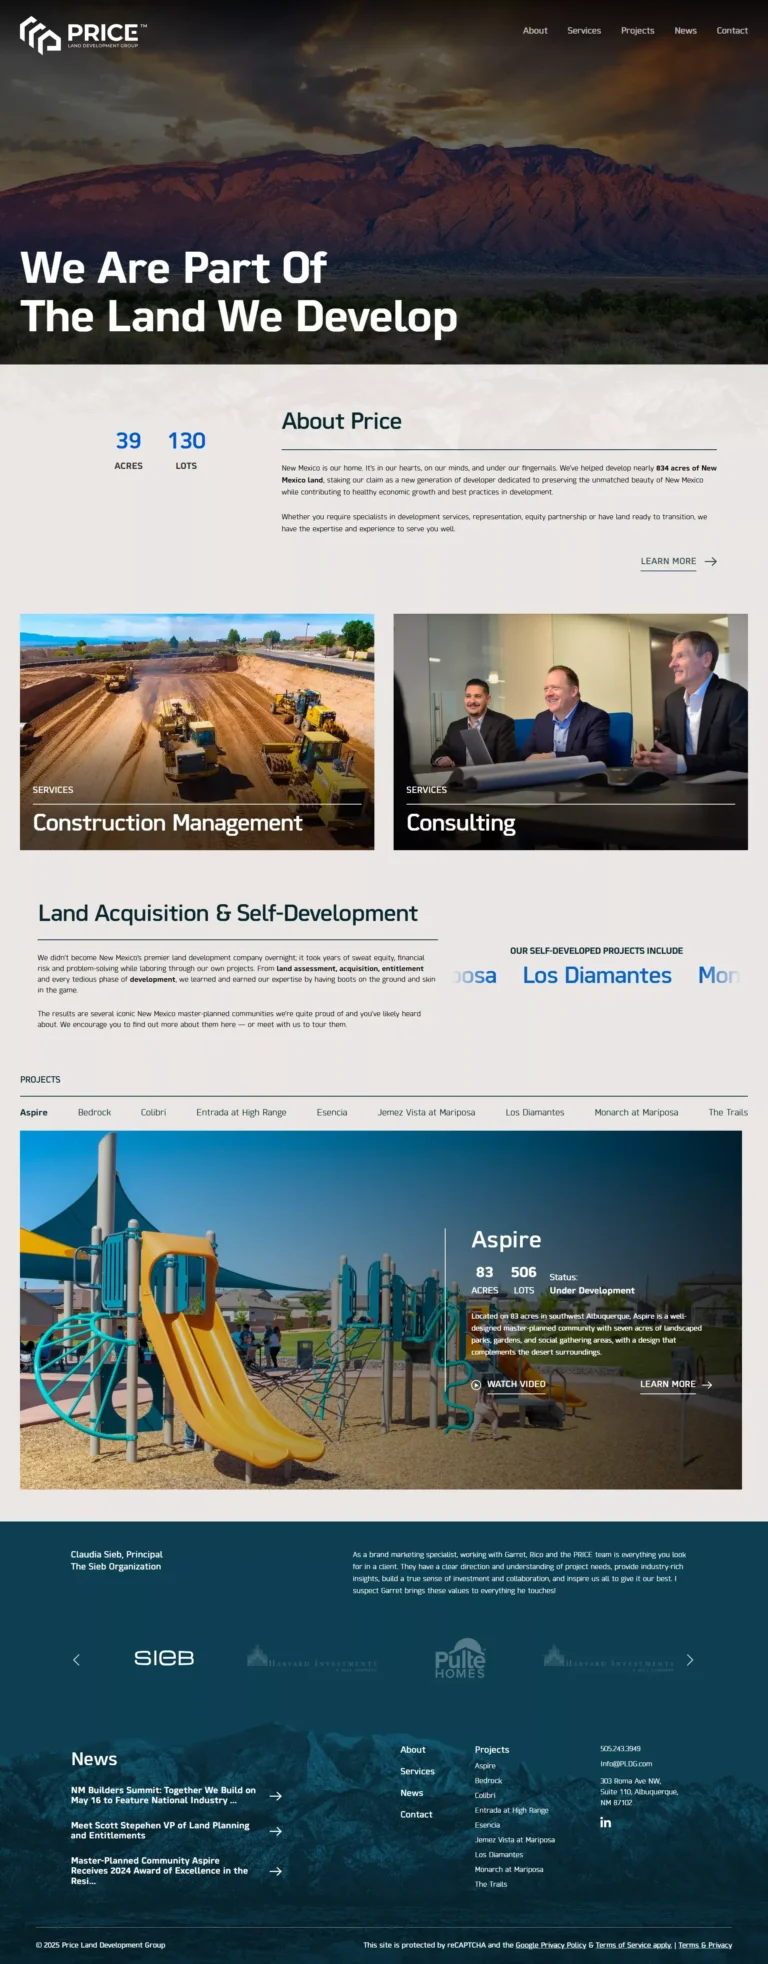 PRICE™
LAND DEVELOPMENT GROUP
About Services Projects News Contact
We Are Part Of
The Land We Develop
39 130
ACRES LOTS
About Price
New Mexico is our home. It's in our hearts, on our minds, and under our fingernails. We've helped develop nearly 834 acres of New
Mexico land, staking our claim as a new generation of developer dedicated to preserving the unmatched beauty of New Mexico
while contributing to healthy economic growth and best practices in development.
Whether you require specialists in development services, representation, equity partnership or have land ready to transition, we
have the expertise and experience to serve you well.
LEARN MORE
SERVICES
Construction Management
SERVICES
Consulting
Land Acquisition & Self-Development
We didn't become New Mexico's premier land development company overnight; it took years of sweat equity, financial
risk and problem-solving while laboring through our own projects. From land assessment, acquisition, entitlement
and every tedious phase of development, we learned and earned our expertise by having boots on the ground and skin
in the game.
The results are several iconic New Mexico master-planned communities we're quite proud of and you've likely heard
about. We encourage you to find out more about them here — or meet with us to tour them.
OUR SELF-DEVELOPED PROJECTS INCLUDE
posa Los Diamantes Mon
PROJECTS
Aspire Bedrock Colibri Entrada at High Range Esencia Jemez Vista at Mariposa Los Diamantes Monarch at Mariposa The Trails
Aspire
83 506
ACRES LOTS
Status:
Under Development
Located on 83 acres in southwest Albuquerque, Aspire is a well-
designed master-planned community with seven acres of landscaped
parks, gardens, and social gathering areas, with a design that
complements the desert surroundings.
WATCH VIDEO LEARN MORE
Claudia Sieb, Principal
The Sieb Organization
As a brand marketing specialist, working with Garret, Rico and the PRICE team is everything you look
for in a client. They have a clear direction and understanding of project needs, provide industry-rich
insights, build a true sense of investment and collaboration, and inspire us all to give it our best. I
suspect Garret brings these values to everything he touches!
SIEB
HARVARD INVESTMENTS
Pulte
HOMES
HARVARD INVESTMENTS
News
NM Builders Summit: Together We Build on
May 16 to Feature National Industry ...
Meet Scott Stepehen VP of Land Planning
and Entitlements
Master-Planned Community Aspire
Receives 2024 Award of Excellence in the
Resi...
About
Services
News
Contact
Projects
Aspire
Bedrock
Colibri
Entrada at High Range
Esencia
Jemez Vista at Mariposa
Los Diamantes
Monarch at Mariposa
The Trails
505.243.3949
Info@PLDG.com
303 Roma Ave NW,
Suite 110, Albuquerque,
NM 87102
in
© 2025 Price Land Development Group
This site is protected by reCAPTCHA and the Google Privacy Policy & Terms of Service apply. | Terms & Privacy